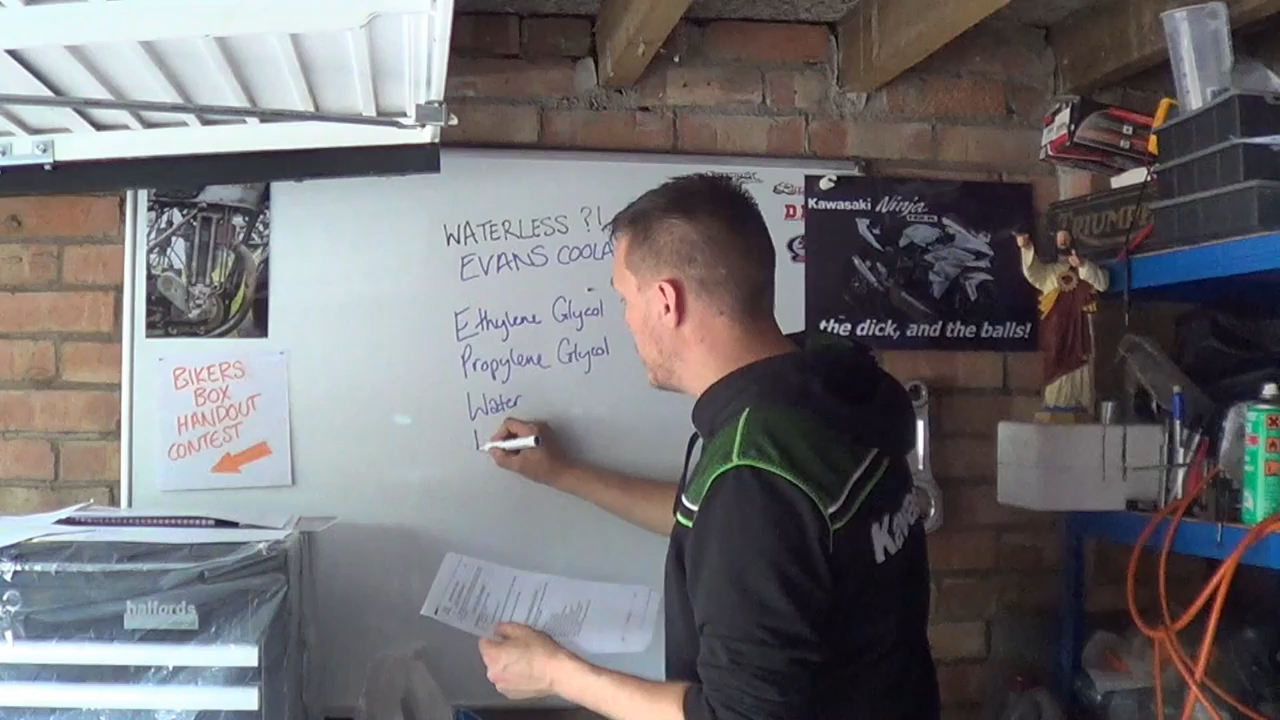 WATERLESS ?!
EVANS COOLA
Ethylene Glycol
Propylene Glycol
Water
BIKERS
BOX
HANDOUT
CONTEST
Kawasaki Ninja
the dick, and the balls!
TRIUMPH
halfords
Kawa